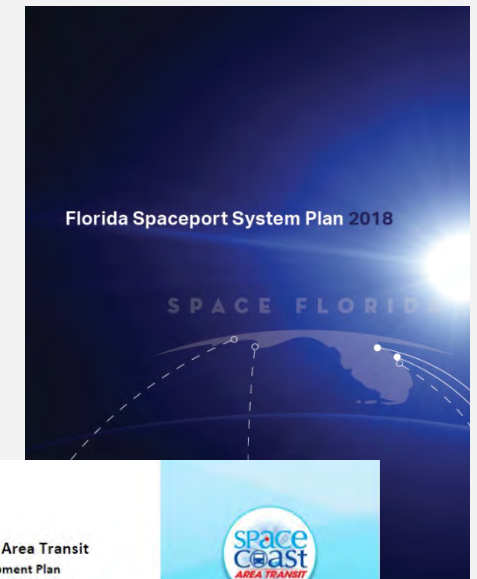 Florida Spaceport System Plan 2018
SPACE FLORID
Area Transit
ment Plan
SPACE
COAST
AREA TRANSIT